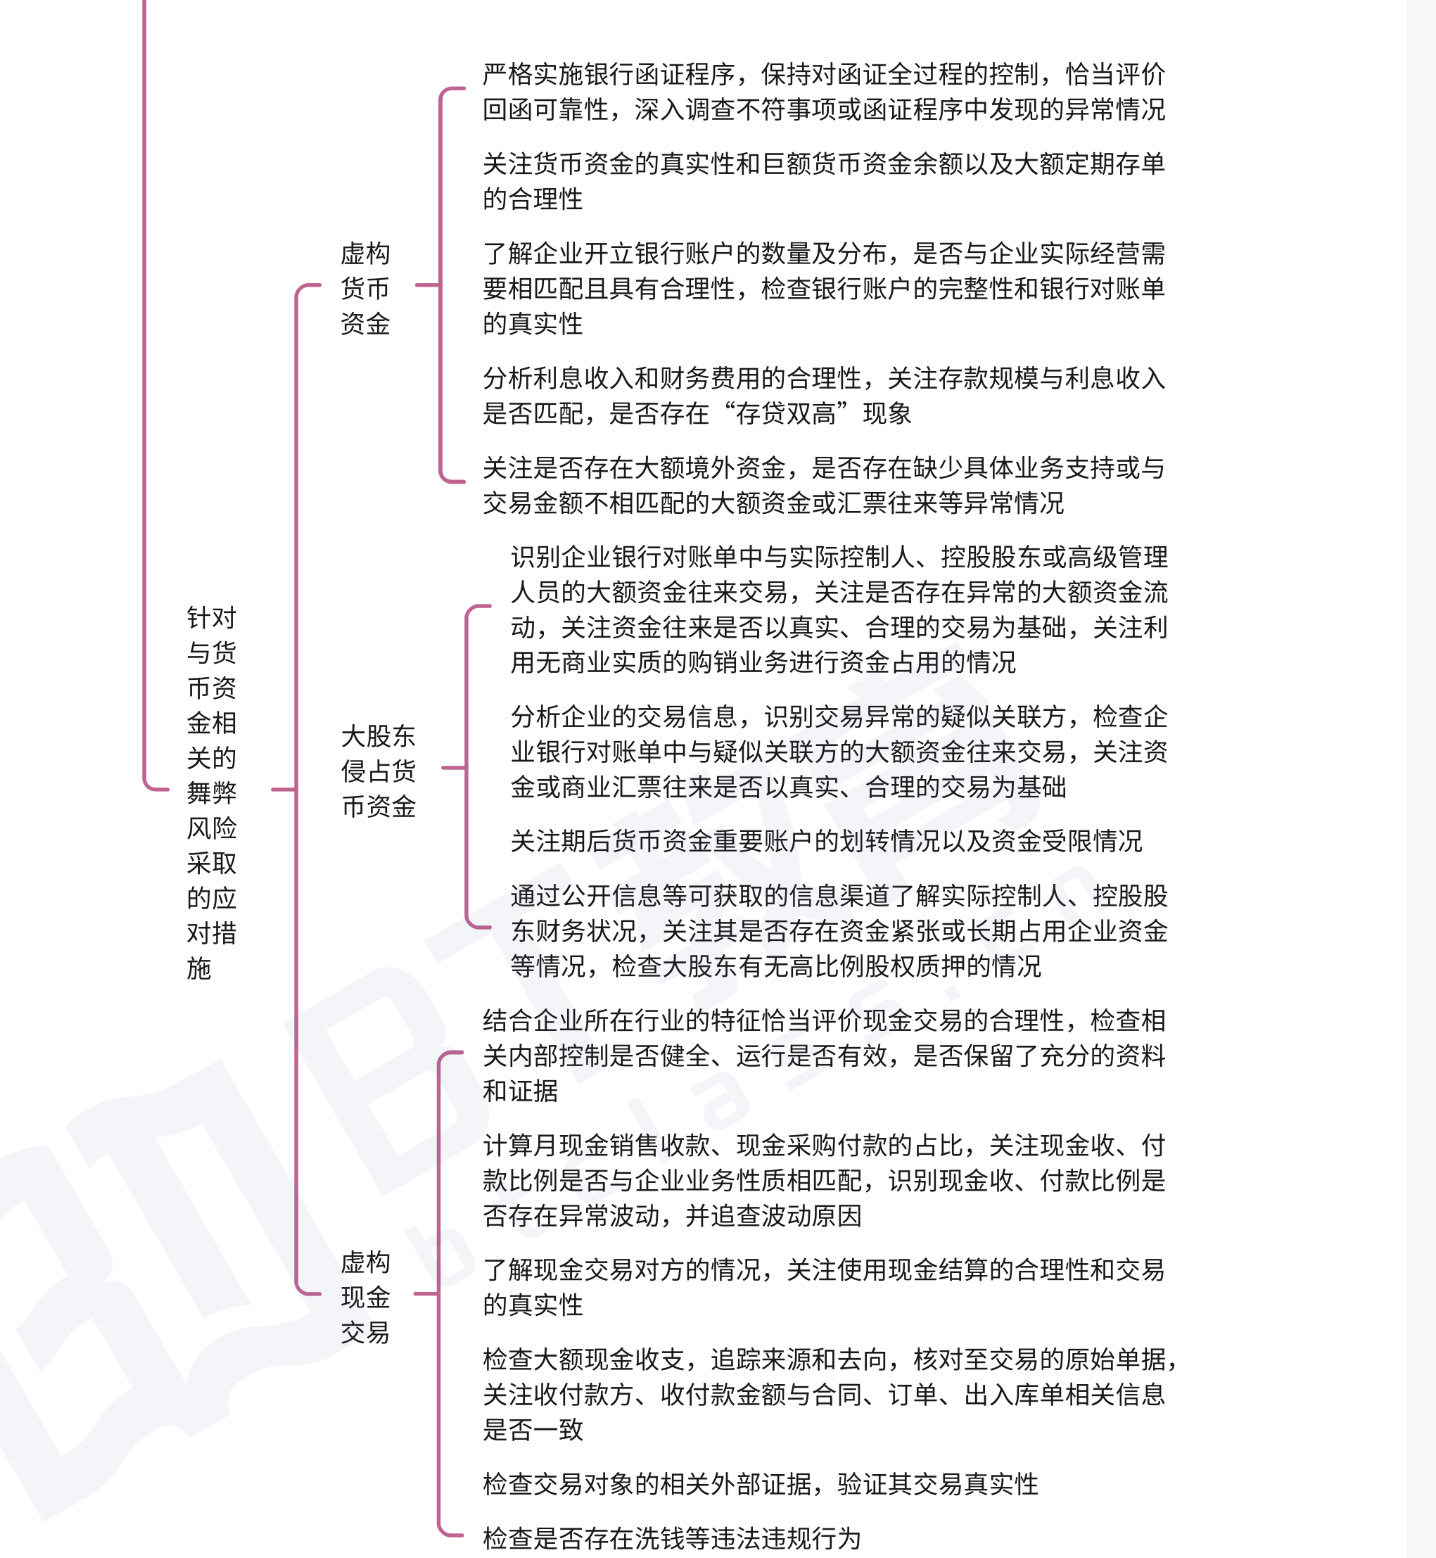 针对
与货
币资
金相
关的
舞弊
风险
采取
的应
对措
施
虚构
货币
资金
严格实施银行函证程序，保持对函证全过程的控制，恰当评价
回函可靠性，深入调查不符事项或函证程序中发现的异常情况
关注货币资金的真实性和巨额货币资金余额以及大额定期存单
的合理性
了解企业开立银行账户的数量及分布，是否与企业实际经营需
要相匹配且具有合理性，检查银行账户的完整性和银行对账单
的真实性
分析利息收入和财务费用的合理性，关注存款规模与利息收入
是否匹配，是否存在“存贷双高”现象
关注是否存在大额境外资金，是否存在缺少具体业务支持或与
交易金额不相匹配的大额资金或汇票往来等异常情况
大股东
侵占货
币资金
识别企业银行对账单中与实际控制人、控股股东或高级管理
人员的大额资金往来交易，关注是否存在异常的大额资金流
动，关注资金往来是否以真实、合理的交易为基础，关注利
用无商业实质的购销业务进行资金占用的情况
分析企业的交易信息，识别交易异常的疑似关联方，检查企
业银行对账单中与疑似关联方的大额资金往来交易，关注资
金或商业汇票往来是否以真实、合理的交易为基础
关注期后货币资金重要账户的划转情况以及资金受限情况
通过公开信息等可获取的信息渠道了解实际控制人、控股股
东财务状况，关注其是否存在资金紧张或长期占用企业资金
等情况，检查大股东有无高比例股权质押的情况
虚构
现金
交易
结合企业所在行业的特征恰当评价现金交易的合理性，检查相
关内部控制是否健全、运行是否有效，是否保留了充分的资料
和证据
计算月现金销售收款、现金采购付款的占比，关注现金收、付
款比例是否与企业业务性质相匹配，识别现金收、付款比例是
否存在异常波动，并追查波动原因
了解现金交易对方的情况，关注使用现金结算的合理性和交易
的真实性
检查大额现金收支，追踪来源和去向，核对至交易的原始单据，
关注收付款方、收付款金额与合同、订单、出入库单相关信息
是否一致
检查交易对象的相关外部证据，验证其交易真实性
检查是否存在洗钱等违法违规行为
BT教育
btclass.cn